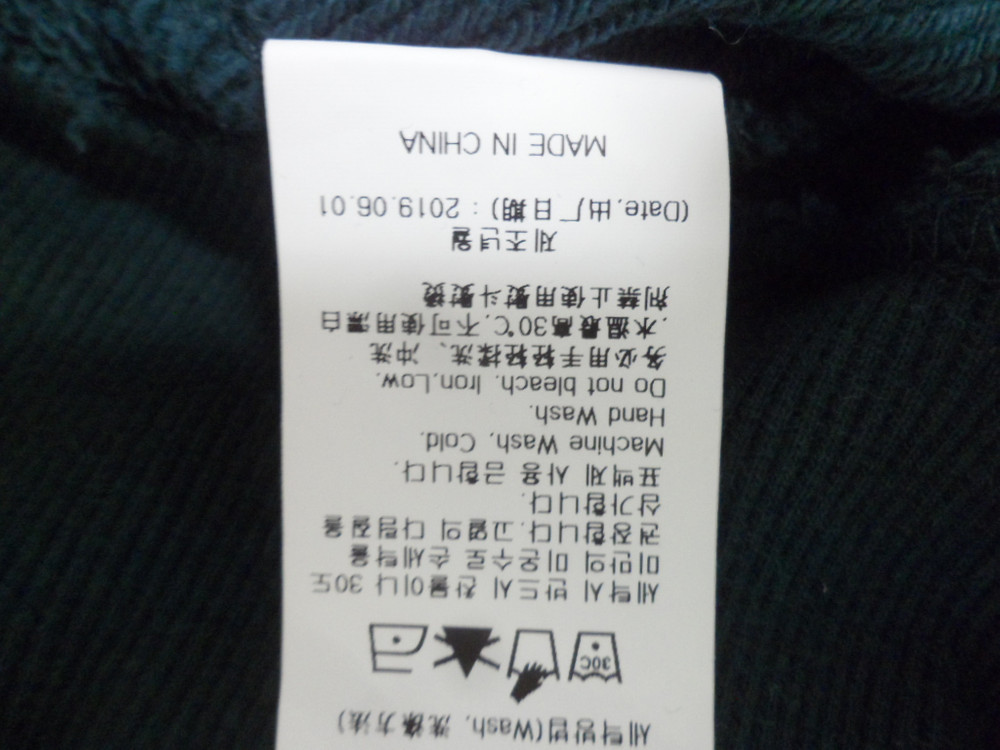 세탁방법(Wash, 洗滌方法)
30C
세탁시 반드시 찬물이나 30도
미만의 미온수로 손세탁을
권장합니다.고열의 다림질을
삼가합니다.
표백제 사용 금합니다.
Machine Wash, Cold.
Hand Wash.
Do not bleach. Iron,Low.
务必用手轻轻揉洗、冲洗
.水温最高30℃.不可使用漂白
剂禁止使用熨斗熨烫
제조년월
(Date.出厂日期) : 2019.06.01
MADE IN CHINA